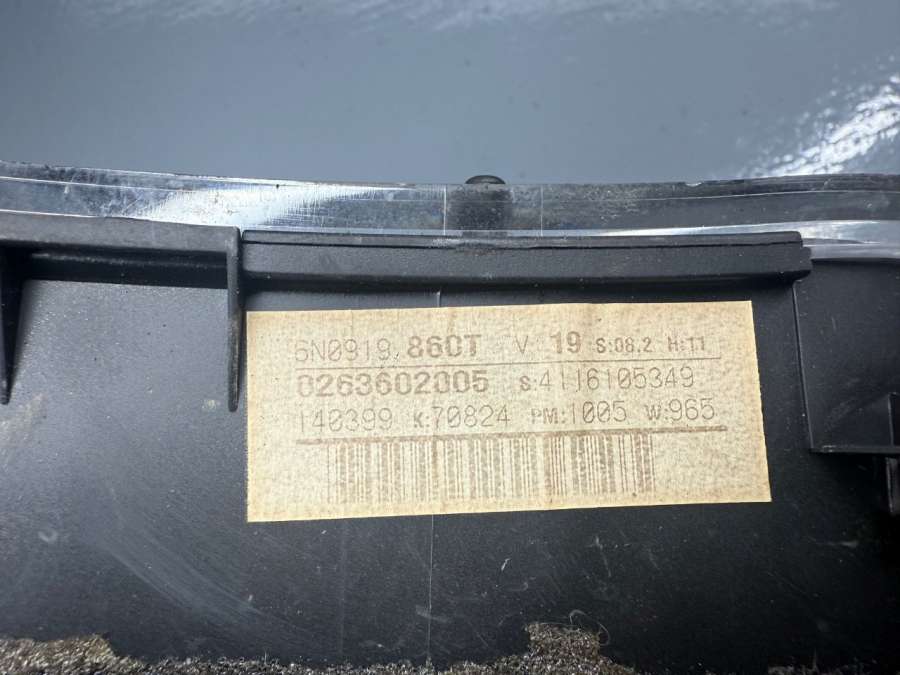 6N0919 860T V 19 S:08.2 H:11
0263602005 S:4116105349
140399 K:70824 PM:1005 W:965